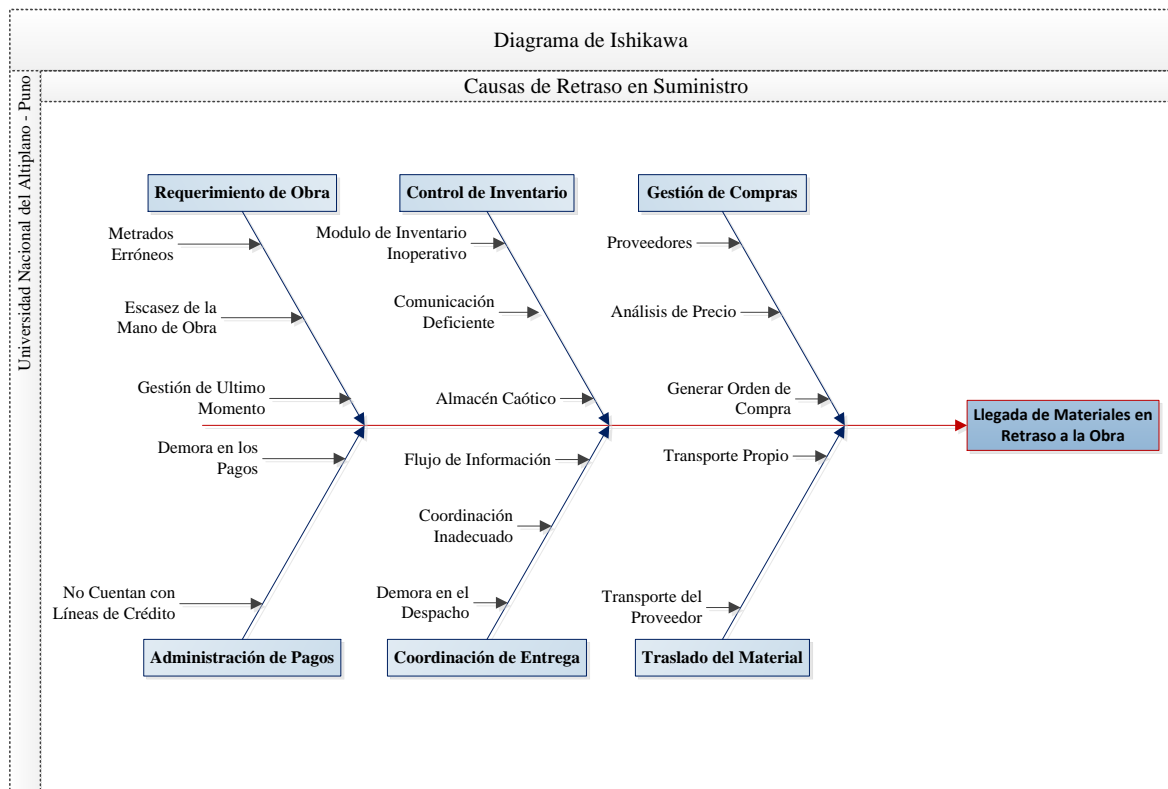 Diagrama de Ishikawa
Universidad Nacional del Altiplano - Puno
Causas de Retraso en Suministro
Requerimiento de Obra
Control de Inventario
Gestión de Compras
Metrados
Erróneos
Escasez de la
Mano de Obra
Gestión de Ultimo
Momento
Modulo de Inventario
Inoperativo
Comunicación
Deficiente
Almacén Caótico
Proveedores
Análisis de Precio
Generar Orden de
Compra
Llegada de Materiales en
Retraso a la Obra
Demora en los
Pagos
No Cuentan con
Líneas de Crédito
Flujo de Información
Coordinación
Inadecuado
Demora en el
Despacho
Transporte Propio
Transporte del
Proveedor
Administración de Pagos
Coordinación de Entrega
Traslado del Material